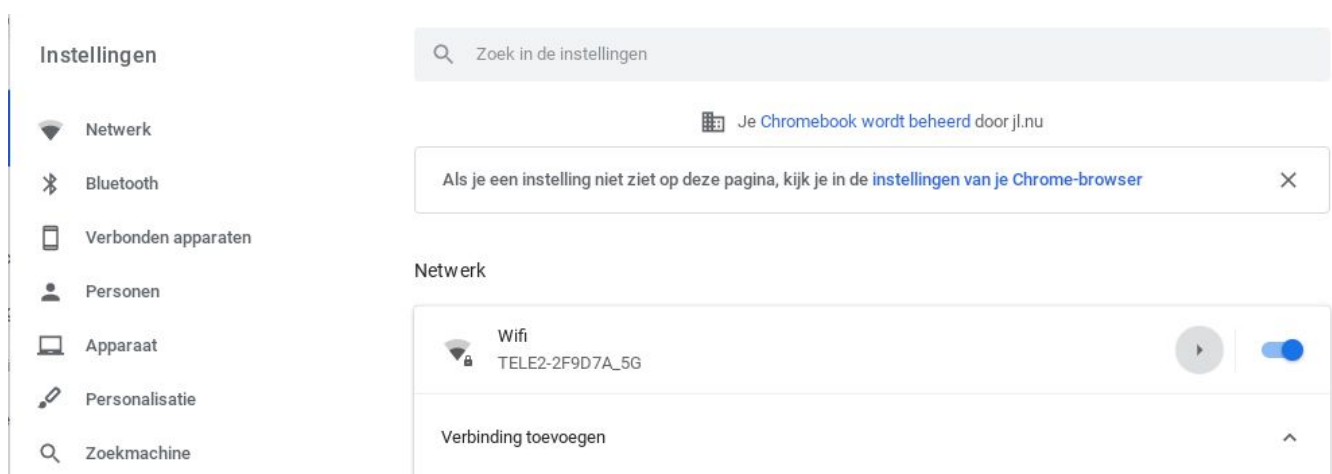 Instellingen
Zoek in de instellingen
Netwerk
Bluetooth
Verbonden apparaten
Personen
Apparaat
Personalisatie
Zoekmachine
Je Chromebook wordt beheerd door jl.nu
Als je een instelling niet ziet op deze pagina, kijk je in de instellingen van je Chrome-browser
Netwerk
Wifi
TELE2-2F9D7A_5G
Verbinding toevoegen